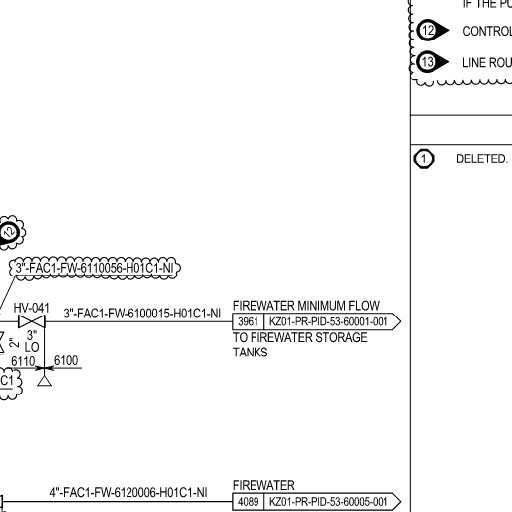 IF THE PU
12 CONTROL
13 LINE ROU
1 DELETED.
12
3"-FAC1-FW-6110056-H01C1-NI
HV-041
3"-FAC1-FW-6100015-H01C1-NI
FIREWATER MINIMUM FLOW
3961 KZ01-PR-PID-53-60001-001
TO FIREWATER STORAGE
TANKS
2"
3"
LO
6110
6100
C1
4"-FAC1-FW-6120006-H01C1-NI
FIREWATER
4089 KZ01-PR-PID-53-60005-001